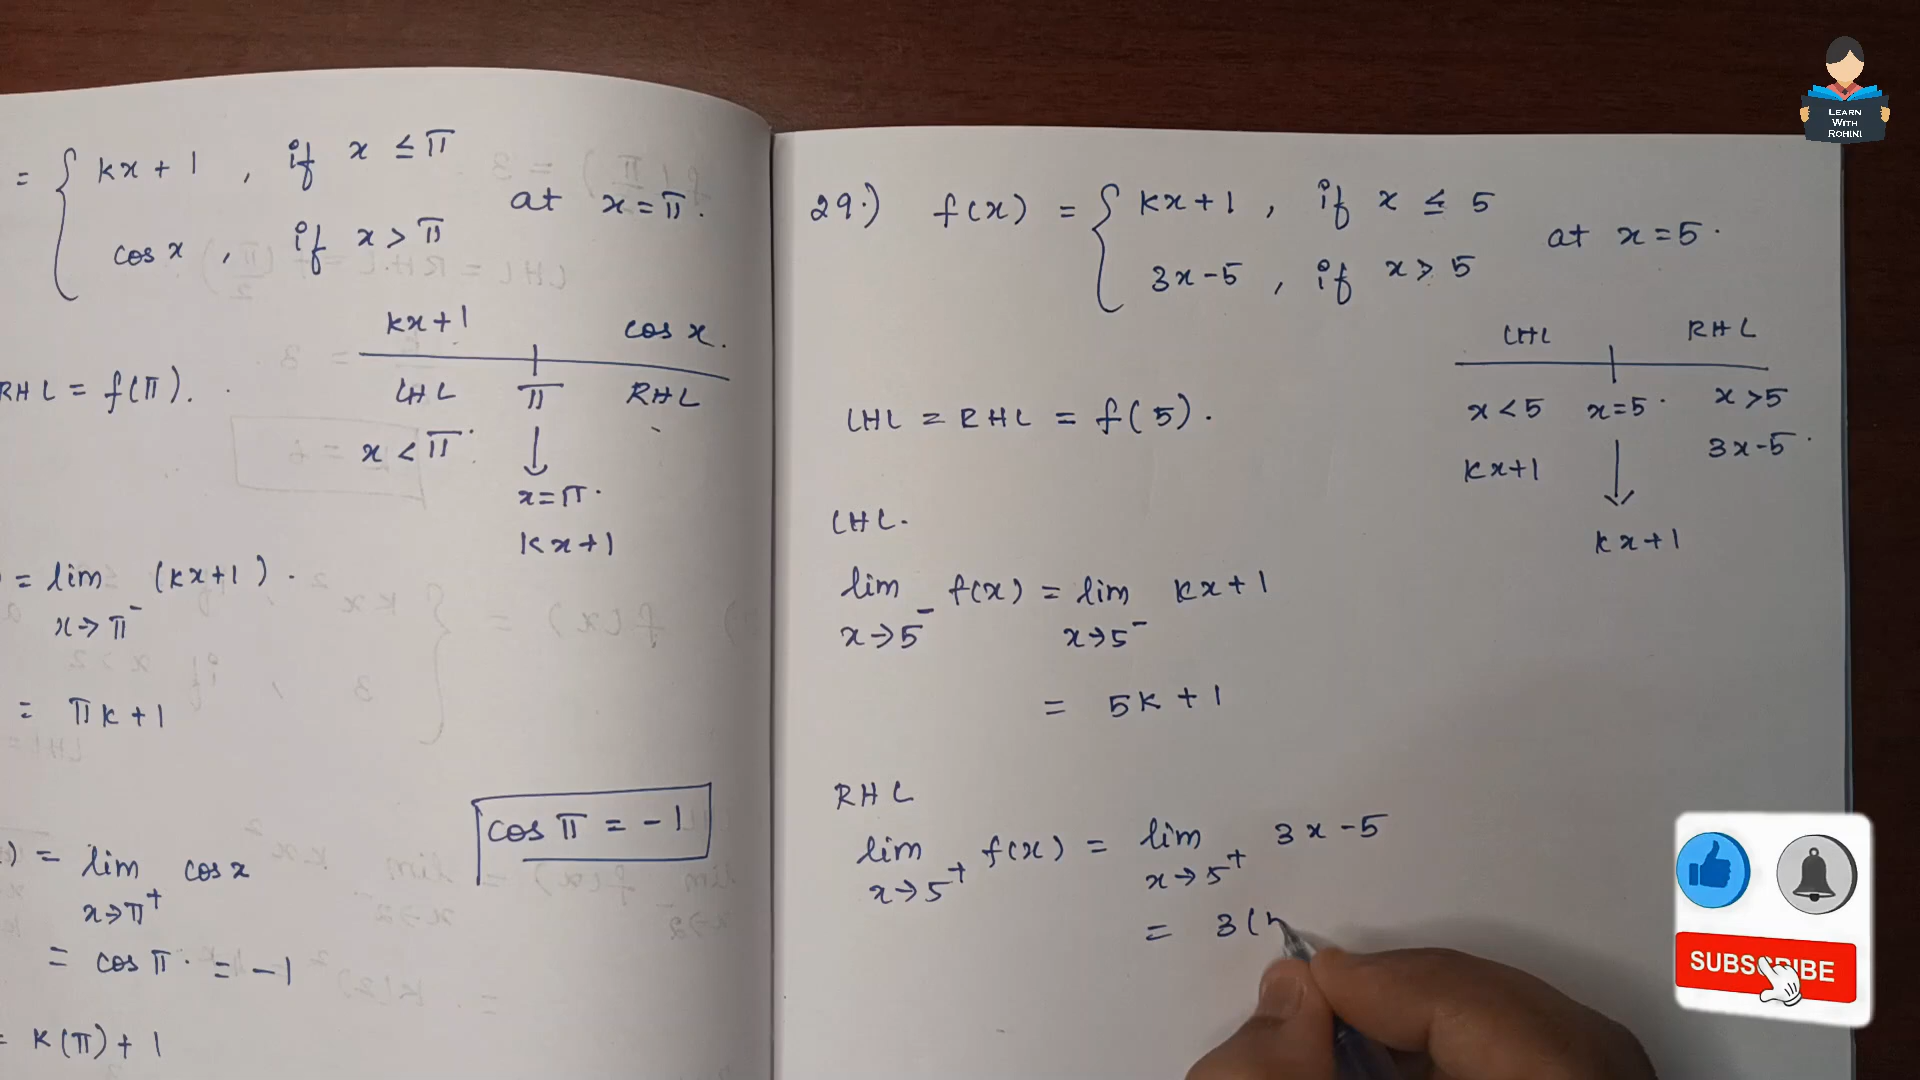 = { kx + 1 , if x ≤ π
cos x , if x > π
at x = π.
kx + 1 cos x.
LHL π RHL
x < π
x = π.
kx + 1
RHL = f(π).
= lim (kx + 1).
x → π⁻
= πk + 1
cos π = -1
= lim cos x
x → π⁺
= cos π. = -1
= k(π) + 1
29.) f(x) = { kx + 1 , if x ≤ 5
3x - 5 , if x > 5
at x = 5.
LHL RHL
x < 5 x = 5. x > 5
kx + 1 3x - 5.
kx + 1
LHL = RHL = f(5).
LHL.
lim f(x) = lim kx + 1
x → 5⁻ x → 5⁻
= 5k + 1
RHL
lim f(x) = lim 3x - 5
x → 5⁺ x → 5⁺
= 3(
LEARN
WITH
ROHINI
SUBSCRIBE